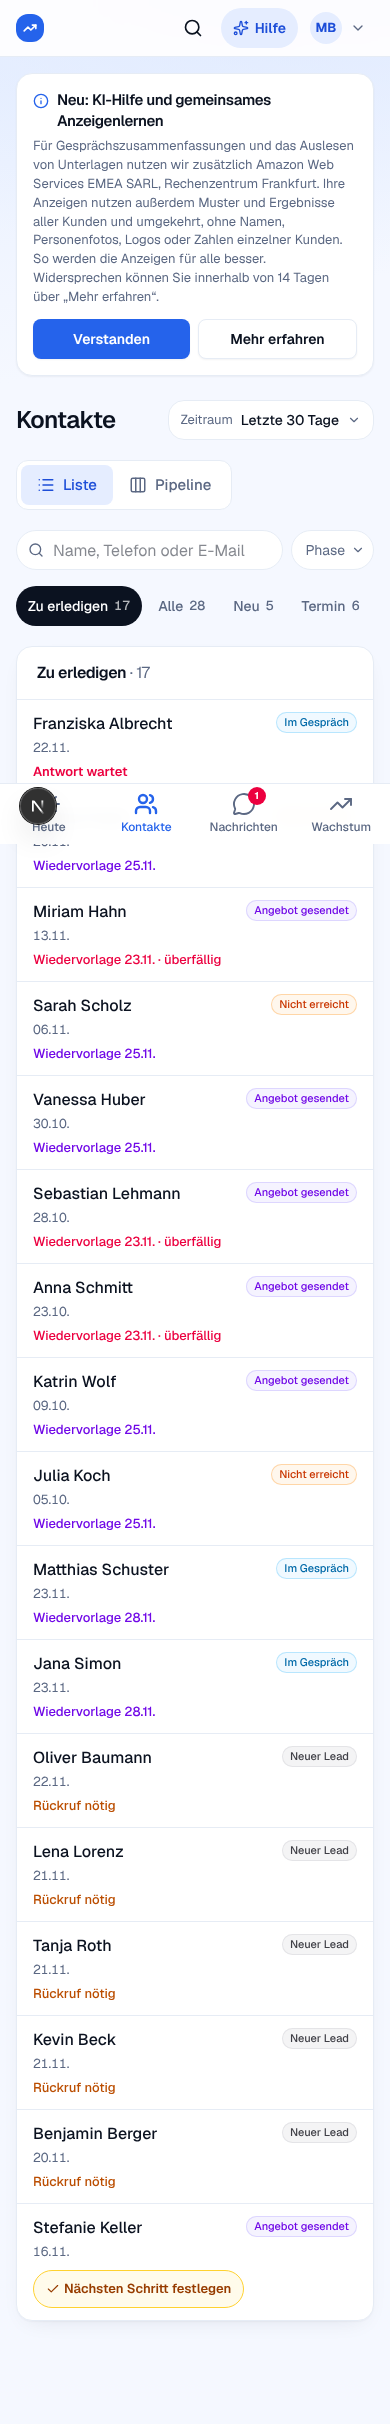 Hilfe
MB
Neu: KI-Hilfe und gemeinsames
Anzeigenlernen
Für Gesprächszusammenfassungen und das Auslesen
von Unterlagen nutzen wir zusätzlich Amazon Web
Services EMEA SARL, Rechenzentrum Frankfurt. Ihre
Anzeigen nutzen außerdem Muster und Ergebnisse
aller Kunden und umgekehrt, ohne Namen,
Personenfotos, Logos oder Zahlen einzelner Kunden.
So werden die Anzeigen für alle besser.
Widersprechen können Sie innerhalb von 14 Tagen
über „Mehr erfahren“.
Verstanden
Mehr erfahren
Kontakte
Zeitraum Letzte 30 Tage
Liste
Pipeline
Name, Telefon oder E-Mail
Phase
Zu erledigen 17
Alle 28
Neu 5
Termin 6
Zu erledigen · 17
Franziska Albrecht
Im Gespräch
22.11.
Antwort wartet
N
1
Heute
Kontakte
Nachrichten
Wachstum
Wiedervorlage 25.11.
Miriam Hahn
Angebot gesendet
13.11.
Wiedervorlage 23.11. · überfällig
Sarah Scholz
Nicht erreicht
06.11.
Wiedervorlage 25.11.
Vanessa Huber
Angebot gesendet
30.10.
Wiedervorlage 25.11.
Sebastian Lehmann
Angebot gesendet
28.10.
Wiedervorlage 23.11. · überfällig
Anna Schmitt
Angebot gesendet
23.10.
Wiedervorlage 23.11. · überfällig
Katrin Wolf
Angebot gesendet
09.10.
Wiedervorlage 25.11.
Julia Koch
Nicht erreicht
05.10.
Wiedervorlage 25.11.
Matthias Schuster
Im Gespräch
23.11.
Wiedervorlage 28.11.
Jana Simon
Im Gespräch
23.11.
Wiedervorlage 28.11.
Oliver Baumann
Neuer Lead
22.11.
Rückruf nötig
Lena Lorenz
Neuer Lead
21.11.
Rückruf nötig
Tanja Roth
Neuer Lead
21.11.
Rückruf nötig
Kevin Beck
Neuer Lead
21.11.
Rückruf nötig
Benjamin Berger
Neuer Lead
20.11.
Rückruf nötig
Stefanie Keller
Angebot gesendet
16.11.
Nächsten Schritt festlegen